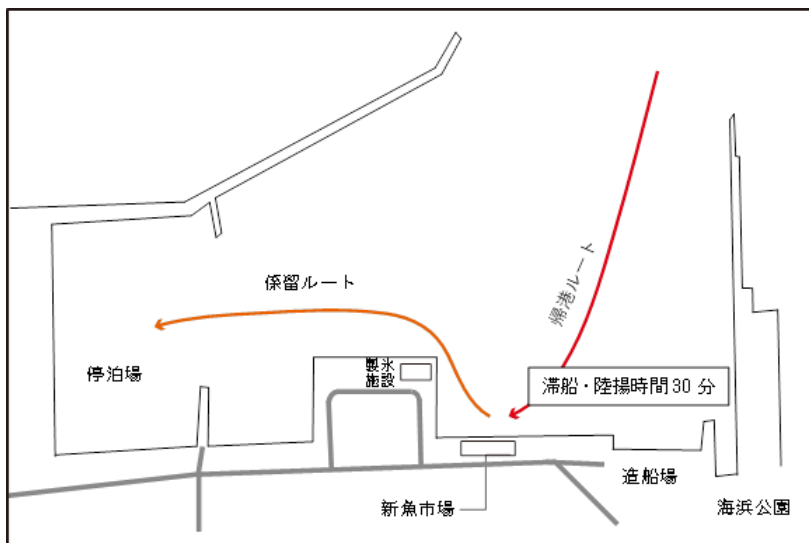 帰港ルート
係留ルート
製氷
施設
停泊場
滞船・陸揚時間30分
造船場
新魚市場
海浜公園